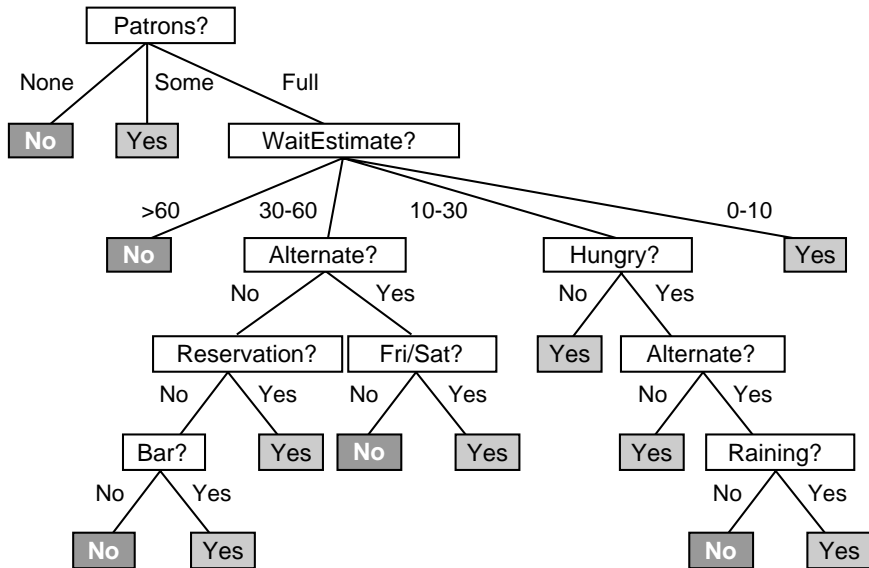 Patrons?
None Some Full
No Yes WaitEstimate?
>60 30-60 10-30 0-10
No Alternate? Hungry? Yes
No Yes No Yes
Reservation? Fri/Sat? Yes Alternate?
No Yes No Yes No Yes
Bar? Yes No Yes Yes Raining?
No Yes No Yes
No Yes No Yes